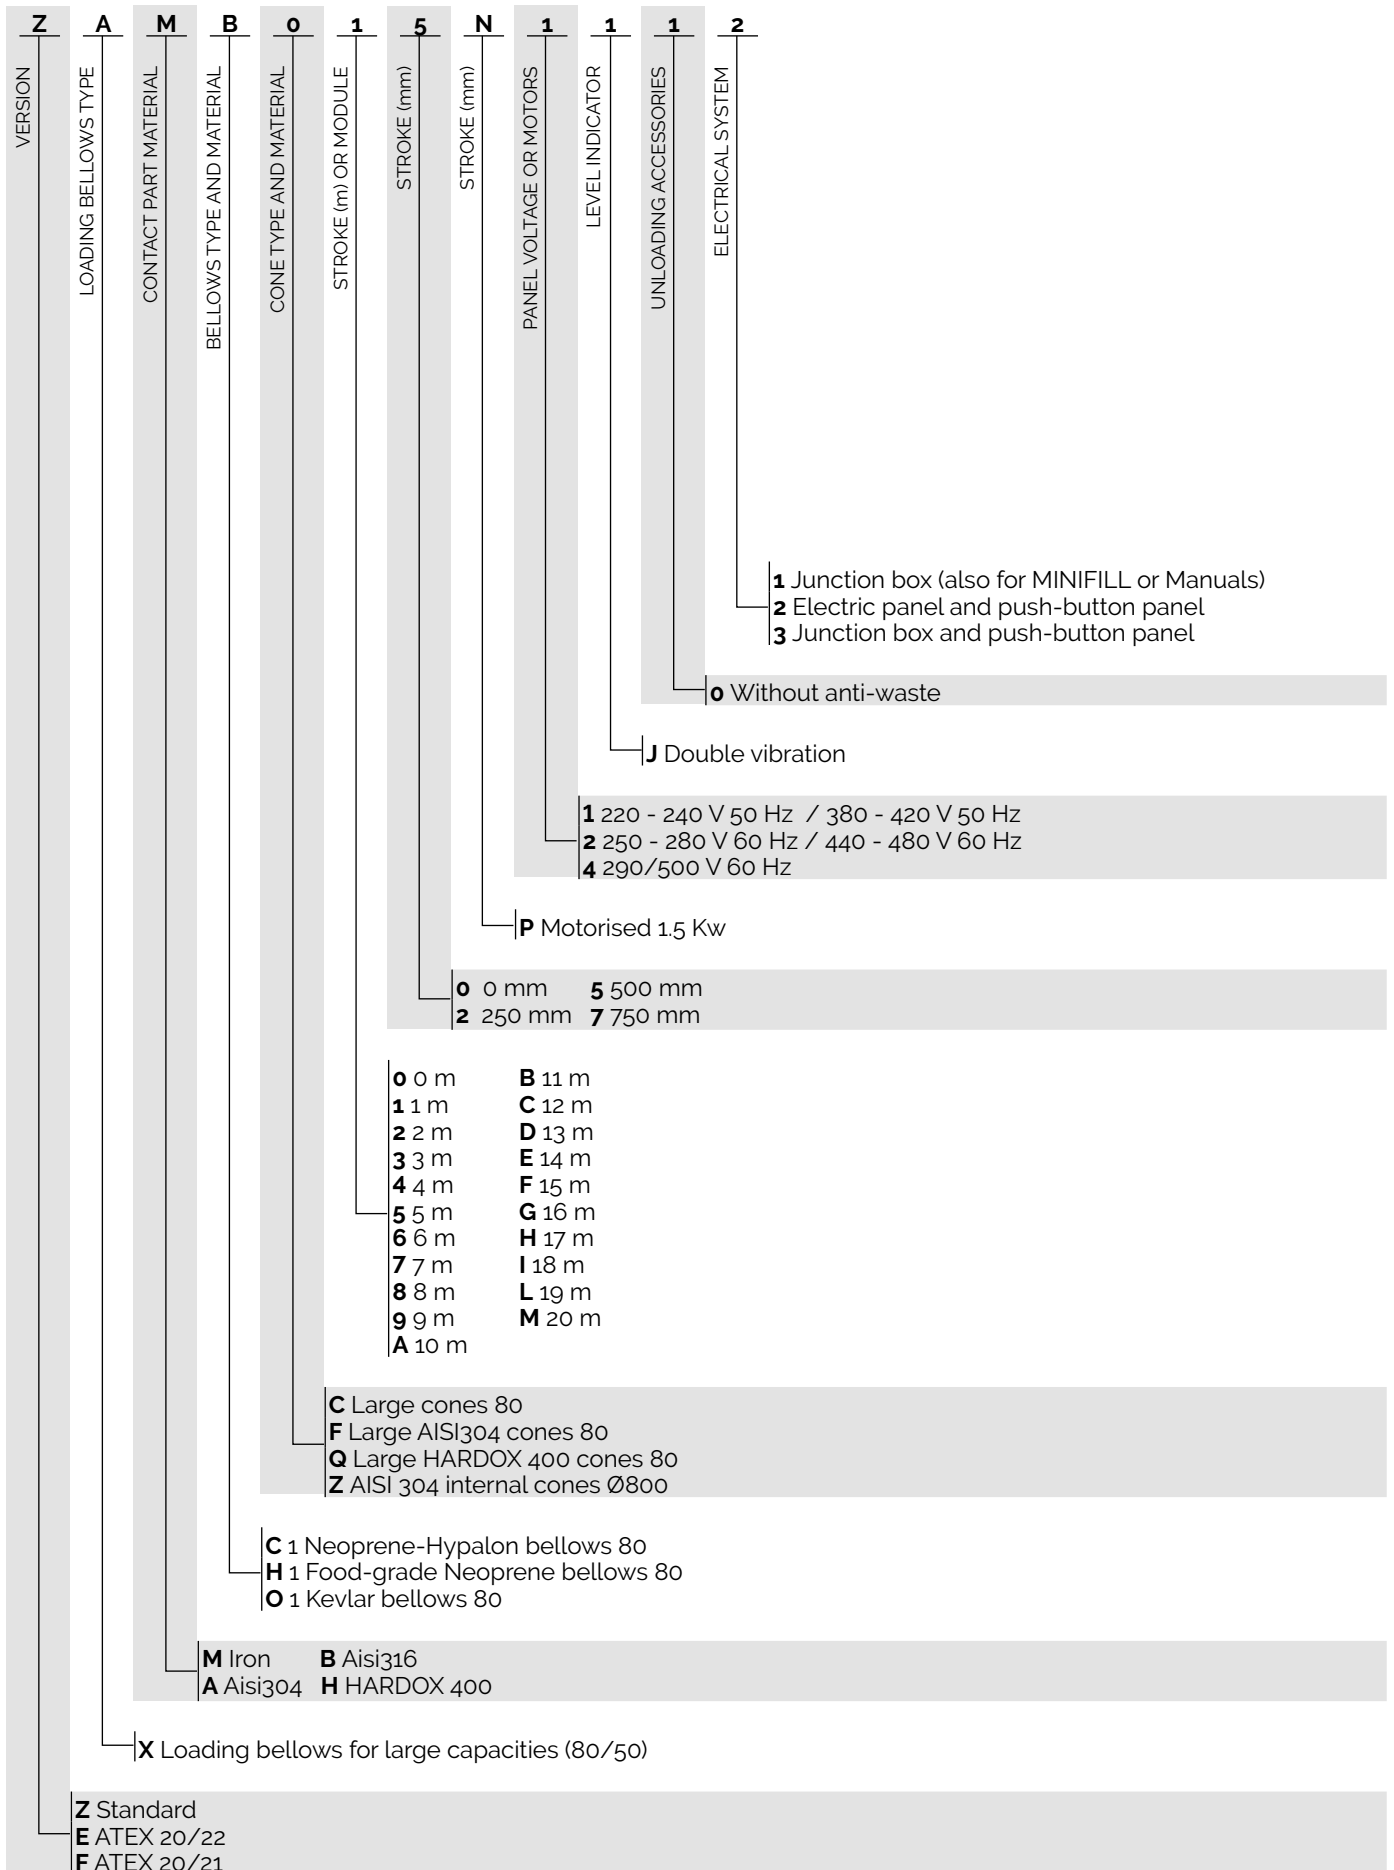 Z A M B 0 1 5 N 1 1 1 2
VERSION
LOADING BELLOWS TYPE
CONTACT PART MATERIAL
BELLOWS TYPE AND MATERIAL
CONE TYPE AND MATERIAL
STROKE (m) OR MODULE
STROKE (mm)
STROKE (mm)
PANEL VOLTAGE OR MOTORS
LEVEL INDICATOR
UNLOADING ACCESSORIES
ELECTRICAL SYSTEM
1 Junction box (also for MINIFILL or Manuals)
2 Electric panel and push-button panel
3 Junction box and push-button panel
0 Without anti-waste
J Double vibration
1 220 - 240 V 50 Hz / 380 - 420 V 50 Hz
2 250 - 280 V 60 Hz / 440 - 480 V 60 Hz
4 290/500 V 60 Hz
P Motorised 1.5 Kw
0 0 mm 5 500 mm
2 250 mm 7 750 mm
0 0 m B 11 m
1 1 m C 12 m
2 2 m D 13 m
3 3 m E 14 m
4 4 m F 15 m
5 5 m G 16 m
6 6 m H 17 m
7 7 m I 18 m
8 8 m L 19 m
9 9 m M 20 m
A 10 m
C Large cones 80
F Large AISI304 cones 80
Q Large HARDOX 400 cones 80
Z AISI 304 internal cones Ø800
C 1 Neoprene-Hypalon bellows 80
H 1 Food-grade Neoprene bellows 80
O 1 Kevlar bellows 80
M Iron B Aisi316
A Aisi304 H HARDOX 400
X Loading bellows for large capacities (80/50)
Z Standard
E ATEX 20/22
F ATEX 20/21